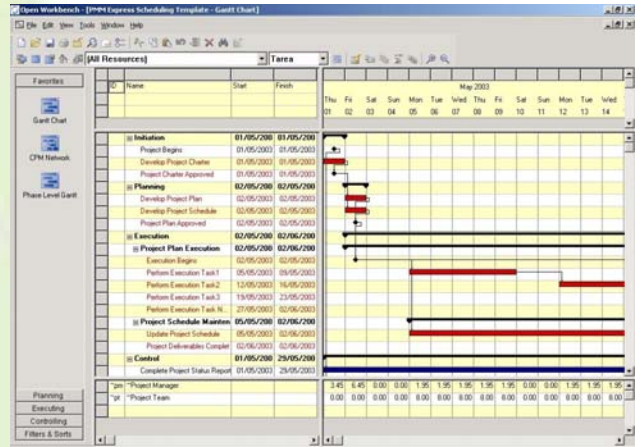 Open Workbench - [PMM Express Scheduling Template - Gantt Chart]
File Edit View Tools Window Help
(All Resources) Tarea
Favorites
Gantt Chart
CPM Network
Phase Level Gantt
Planning
Executing
Controlling
Filters & Sorts
ID Name Start Finish
May 2003
Thu Fri Sat Sun Mon Tue Wed Thu Fri Sat Sun Mon Tue Wed
01 02 03 04 05 06 07 08 09 10 11 12 13 14
Initiation 01/05/200 01/05/200
Project Begins 01/05/2003 01/05/2003
Develop Project Charter 01/05/2003 01/05/2003
Project Charter Approved 01/05/2003 01/05/2003
Planning 02/05/200 02/05/200
Develop Project Plan 02/05/2003 02/05/2003
Develop Project Schedule 02/05/2003 02/05/2003
Project Plan Approved 02/05/2003 02/05/2003
Execution 02/05/200 02/06/200
Project Plan Execution 02/05/200 02/06/200
Execution Begins 02/05/2003 02/05/2003
Perform Execution Task1 05/05/2003 09/05/2003
Perform Execution Task2 12/05/2003 16/05/2003
Perform Execution Task3 19/05/2003 23/05/2003
Perform Execution Task N... 27/05/2003 02/06/2003
Project Schedule Mainten 05/05/200 02/06/200
Update Project Schedule 05/05/2003 02/06/2003
Project Deliverables Complet 02/06/2003 02/06/2003
Control 01/05/200 29/05/200
Complete Project Status Report 01/05/2003 29/05/2003
~pm ~Project Manager 3.45 6.45 0.00 0.00 1.95 1.95 1.95 1.95 1.95 0.00 0.00 1.95 1.95 1.95
~pt ~Project Team 0.00 8.00 0.00 0.00 8.00 8.00 8.00 8.00 8.00 0.00 0.00 8.00 8.00 8.00